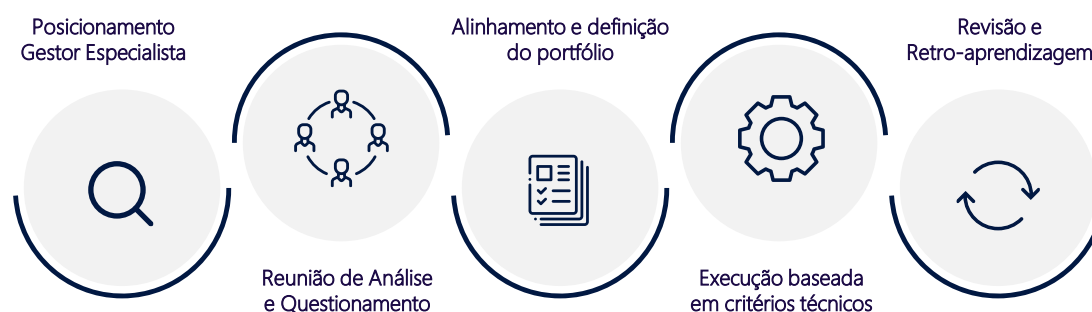 Posicionamento
Gestor Especialista
Reunião de Análise
e Questionamento
Alinhamento e definição
do portfólio
Execução baseada
em critérios técnicos
Revisão e
Retro-aprendizagem